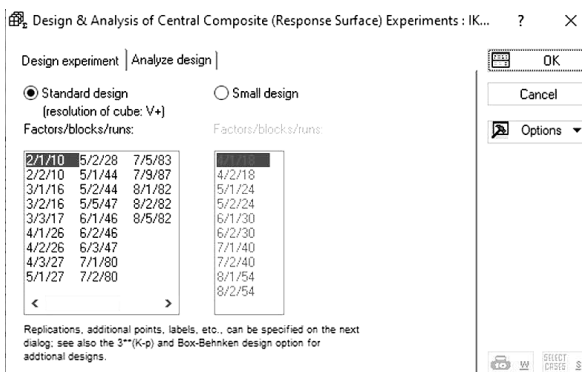 Design & Analysis of Central Composite (Response Surface) Experiments : IK... ? ×
Design experiment Analyze design
Standard design
(resolution of cube: V+)
Factors/blocks/runs:
2/1/10 5/2/28 7/5/83
2/2/10 5/1/44 7/9/87
3/1/16 5/2/44 8/1/82
3/2/16 5/5/47 8/2/82
3/3/17 6/1/46 8/5/82
4/1/26 6/2/46
4/2/26 6/3/47
4/3/27 7/1/80
5/1/27 7/2/80
Small design
Factors/blocks/runs:
4/1/18
4/2/18
5/1/24
5/2/24
6/1/30
6/2/30
7/1/40
7/2/40
8/1/54
8/2/54
Replications, additional points, labels, etc., can be specified on the next
dialog; see also the 3**(K-p) and Box-Behnken design option for
addtional designs.
OK
Cancel
Options
W
SELECT
CASES S